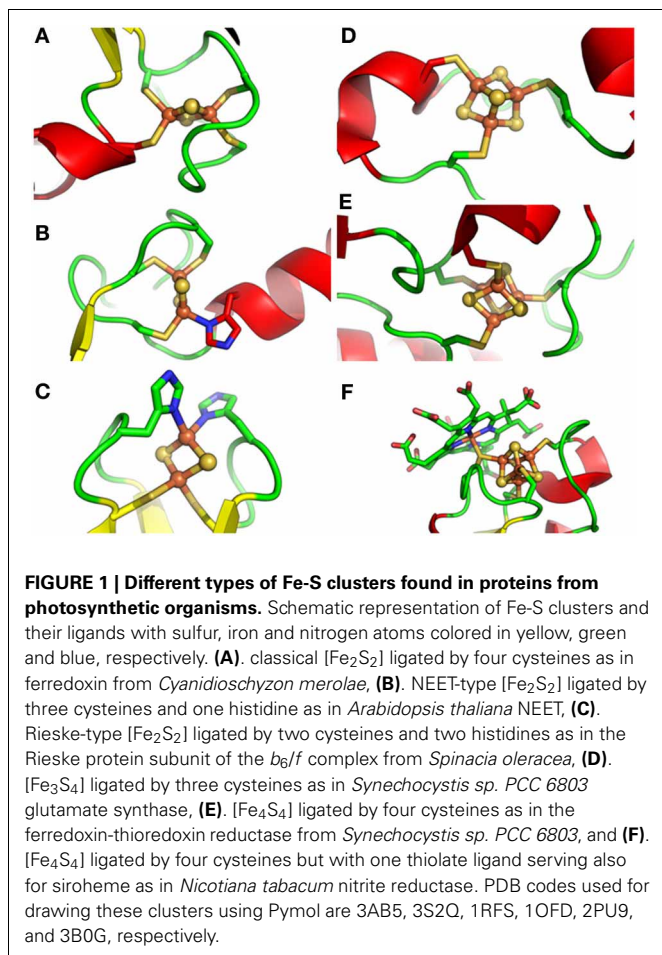 A
D
B
E
C
F
FIGURE 1 | Different types of Fe-S clusters found in proteins from
photosynthetic organisms. Schematic representation of Fe-S clusters and
their ligands with sulfur, iron and nitrogen atoms colored in yellow, green
and blue, respectively. (A). classical [Fe₂S₂] ligated by four cysteines as in
ferredoxin from Cyanidioschyzon merolae, (B). NEET-type [Fe₂S₂] ligated by
three cysteines and one histidine as in Arabidopsis thaliana NEET, (C).
Rieske-type [Fe₂S₂] ligated by two cysteines and two histidines as in the
Rieske protein subunit of the b₆/f complex from Spinacia oleracea, (D).
[Fe₃S₄] ligated by three cysteines as in Synechocystis sp. PCC 6803
glutamate synthase, (E). [Fe₄S₄] ligated by four cysteines as in the
ferredoxin-thioredoxin reductase from Synechocystis sp. PCC 6803, and (F).
[Fe₄S₄] ligated by four cysteines but with one thiolate ligand serving also
for siroheme as in Nicotiana tabacum nitrite reductase. PDB codes used for
drawing these clusters using Pymol are 3AB5, 3S2Q, 1RFS, 1OFD, 2PU9,
and 3B0G, respectively.